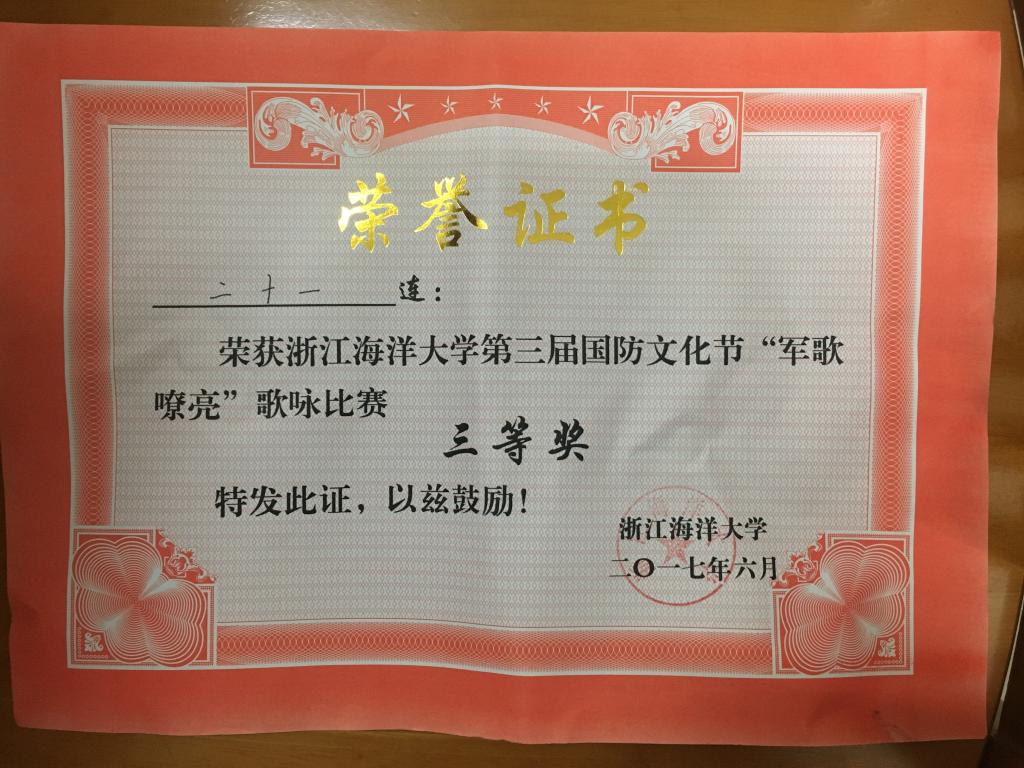 荣誉证书
二十一连：
荣获浙江海洋大学第三届国防文化节“军歌
嘹亮”歌咏比赛
三等奖
特发此证，以兹鼓励！
浙江海洋大学
二〇一七年六月